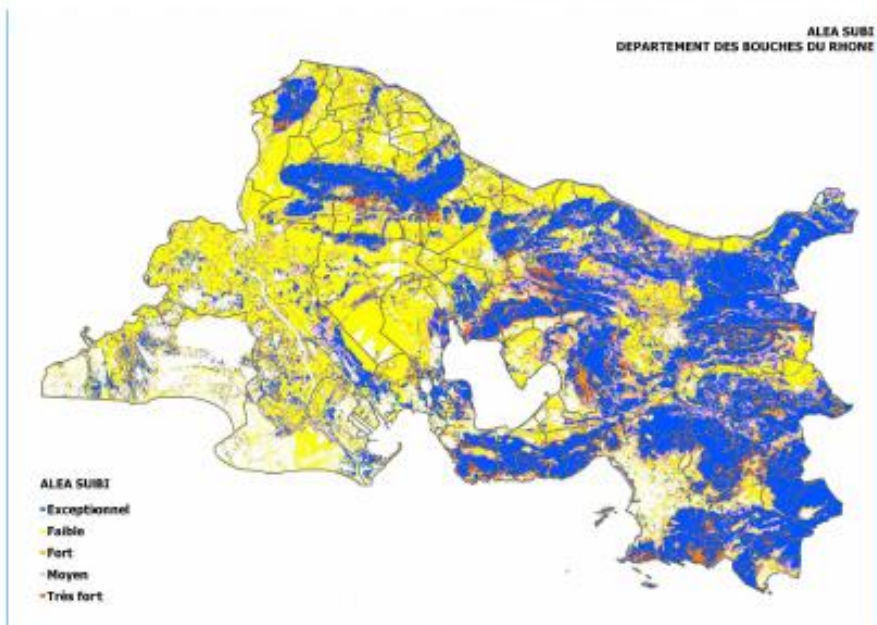 ALEA SUBI
DEPARTEMENT DES BOUCHES DU RHONE
ALEA SUBI
Exceptionnel
Faible
Fort
Moyen
Très fort